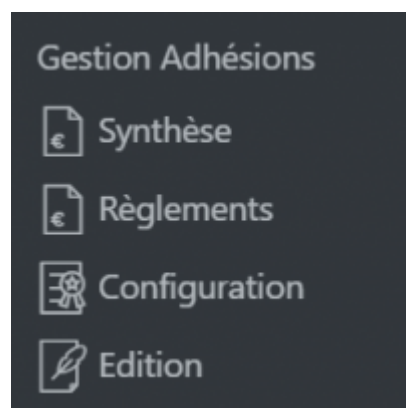 Gestion Adhésions
€ Synthèse
€ Règlements
Configuration
Edition